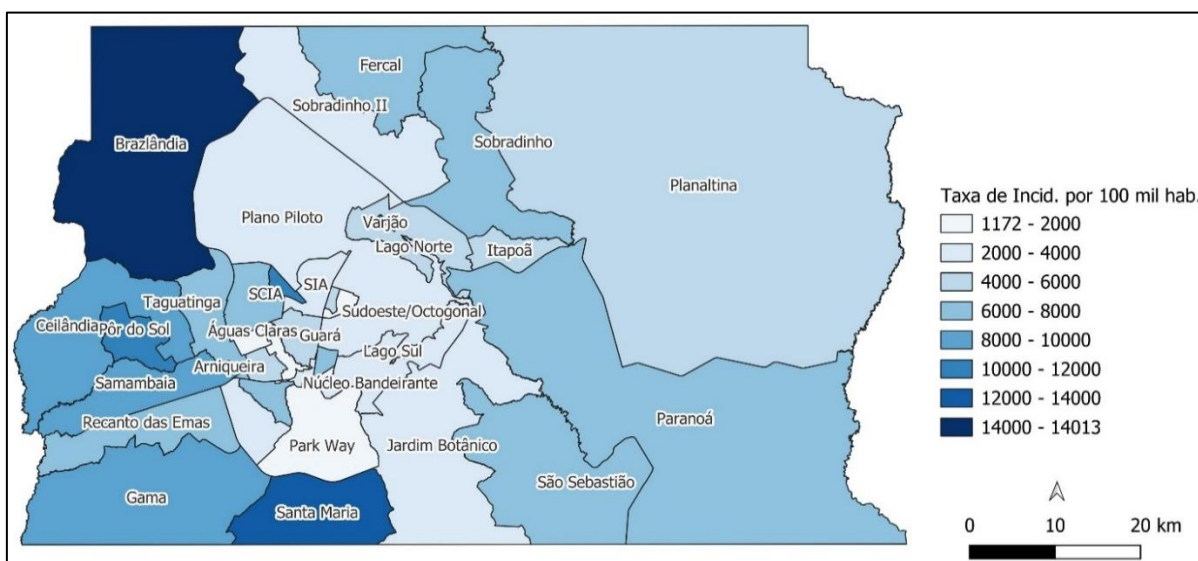 Fercal
Sobradinho II
Brazlândia
Sobradinho
Planaltina
Plano Piloto
Varjão
Lago Norte
Itapoã
SIA
SCIA
Taguatinga
Sudoeste/Octogonal
Ceilândia
Pôr do Sol
Águas Claras
Guará
Lago Sul
Arniqueira
Samambaia
Núcleo Bandeirante
Recanto das Emas
Park Way
Jardim Botânico
Paranoá
São Sebastião
Gama
Santa Maria
Taxa de Incid. por 100 mil hab.
1172 - 2000
2000 - 4000
4000 - 6000
6000 - 8000
8000 - 10000
10000 - 12000
12000 - 14000
14000 - 14013
0 10 20 km